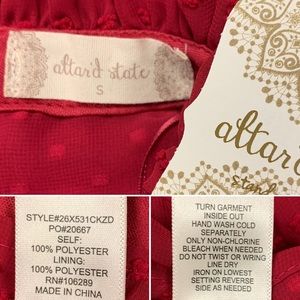 altar'd state
S
altar'd
stand
STYLE#26X531CKZD
PO#20667
SELF:
100% POLYESTER
LINING:
100% POLYESTER
RN#106289
MADE IN CHINA
TURN GARMENT
INSIDE OUT
HAND WASH COLD
SEPARATELY
ONLY NON-CHLORINE
BLEACH WHEN NEEDED
DO NOT TWIST OR WRING
LINE DRY
IRON ON LOWEST
SETTING REVERSE
SIDE AS NEEDED